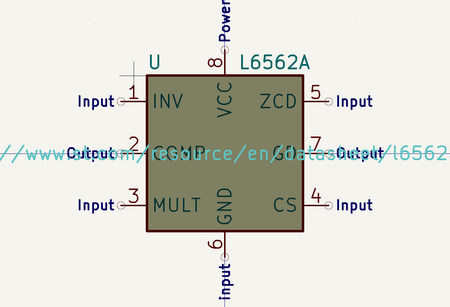 Power
8
U L6562A
VCC
Input 1 INV ZCD 5 Input
Output 2 COMP GD 7 Output
//www.st.com/resource/en/datasheet/l6562
Input 3 MULT CS 4 Input
GND
6
input